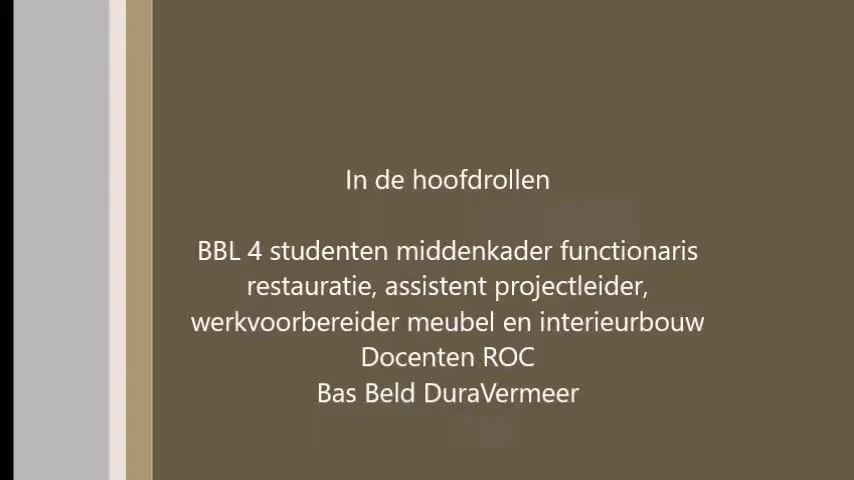 In de hoofdrollen
BBL 4 studenten middenkader functionaris
restauratie, assistent projectleider,
werkvoorbereider meubel en interieurbouw
Docenten ROC
Bas Beld DuraVermeer